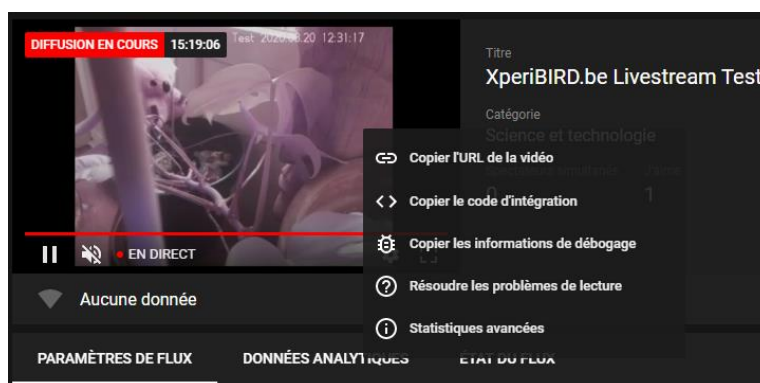 DIFFUSION EN COURS 15:19:06
Test 2020.08.20 12:31:17
Titre
XperiBIRD.be Livestream Test
Catégorie
Science et technologie
Copier l'URL de la vidéo
0
1
Copier le code d'intégration
Copier les informations de débogage
EN DIRECT
Résoudre les problèmes de lecture
Aucune donnée
Statistiques avancées
PARAMÈTRES DE FLUX
DONNÉES ANALYTIQUES
ÉTAT DU FLUX